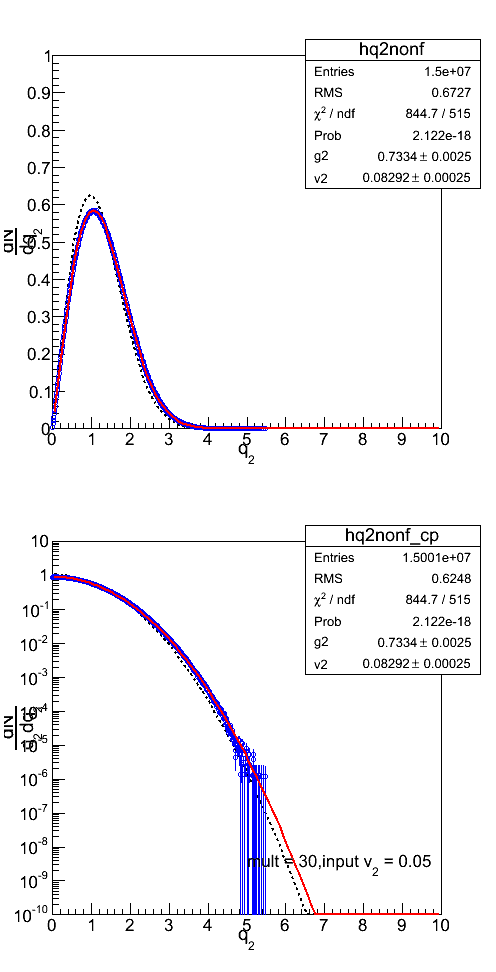 hq2nonf
Entries 1.5e+07
RMS 0.6727
χ² / ndf 844.7 / 515
Prob 2.122e-18
g2 0.7334 ± 0.0025
v2 0.08292 ± 0.00025
1
0.9
0.8
0.7
0.6
0.5
0.4
0.3
0.2
0.1
0
dN
dq₂
0 1 2 3 4 5 6 7 8 9 10
q₂
hq2nonf_cp
Entries 1.5001e+07
RMS 0.6248
χ² / ndf 844.7 / 515
Prob 2.122e-18
g2 0.7334 ± 0.0025
v2 0.08292 ± 0.00025
10
1
10⁻¹
10⁻²
10⁻³
10⁻⁴
10⁻⁵
10⁻⁶
10⁻⁷
10⁻⁸
10⁻⁹
10⁻¹⁰
dN
q₂ dq₂
mult = 30,input v₂ = 0.05
0 1 2 3 4 5 6 7 8 9 10
q₂